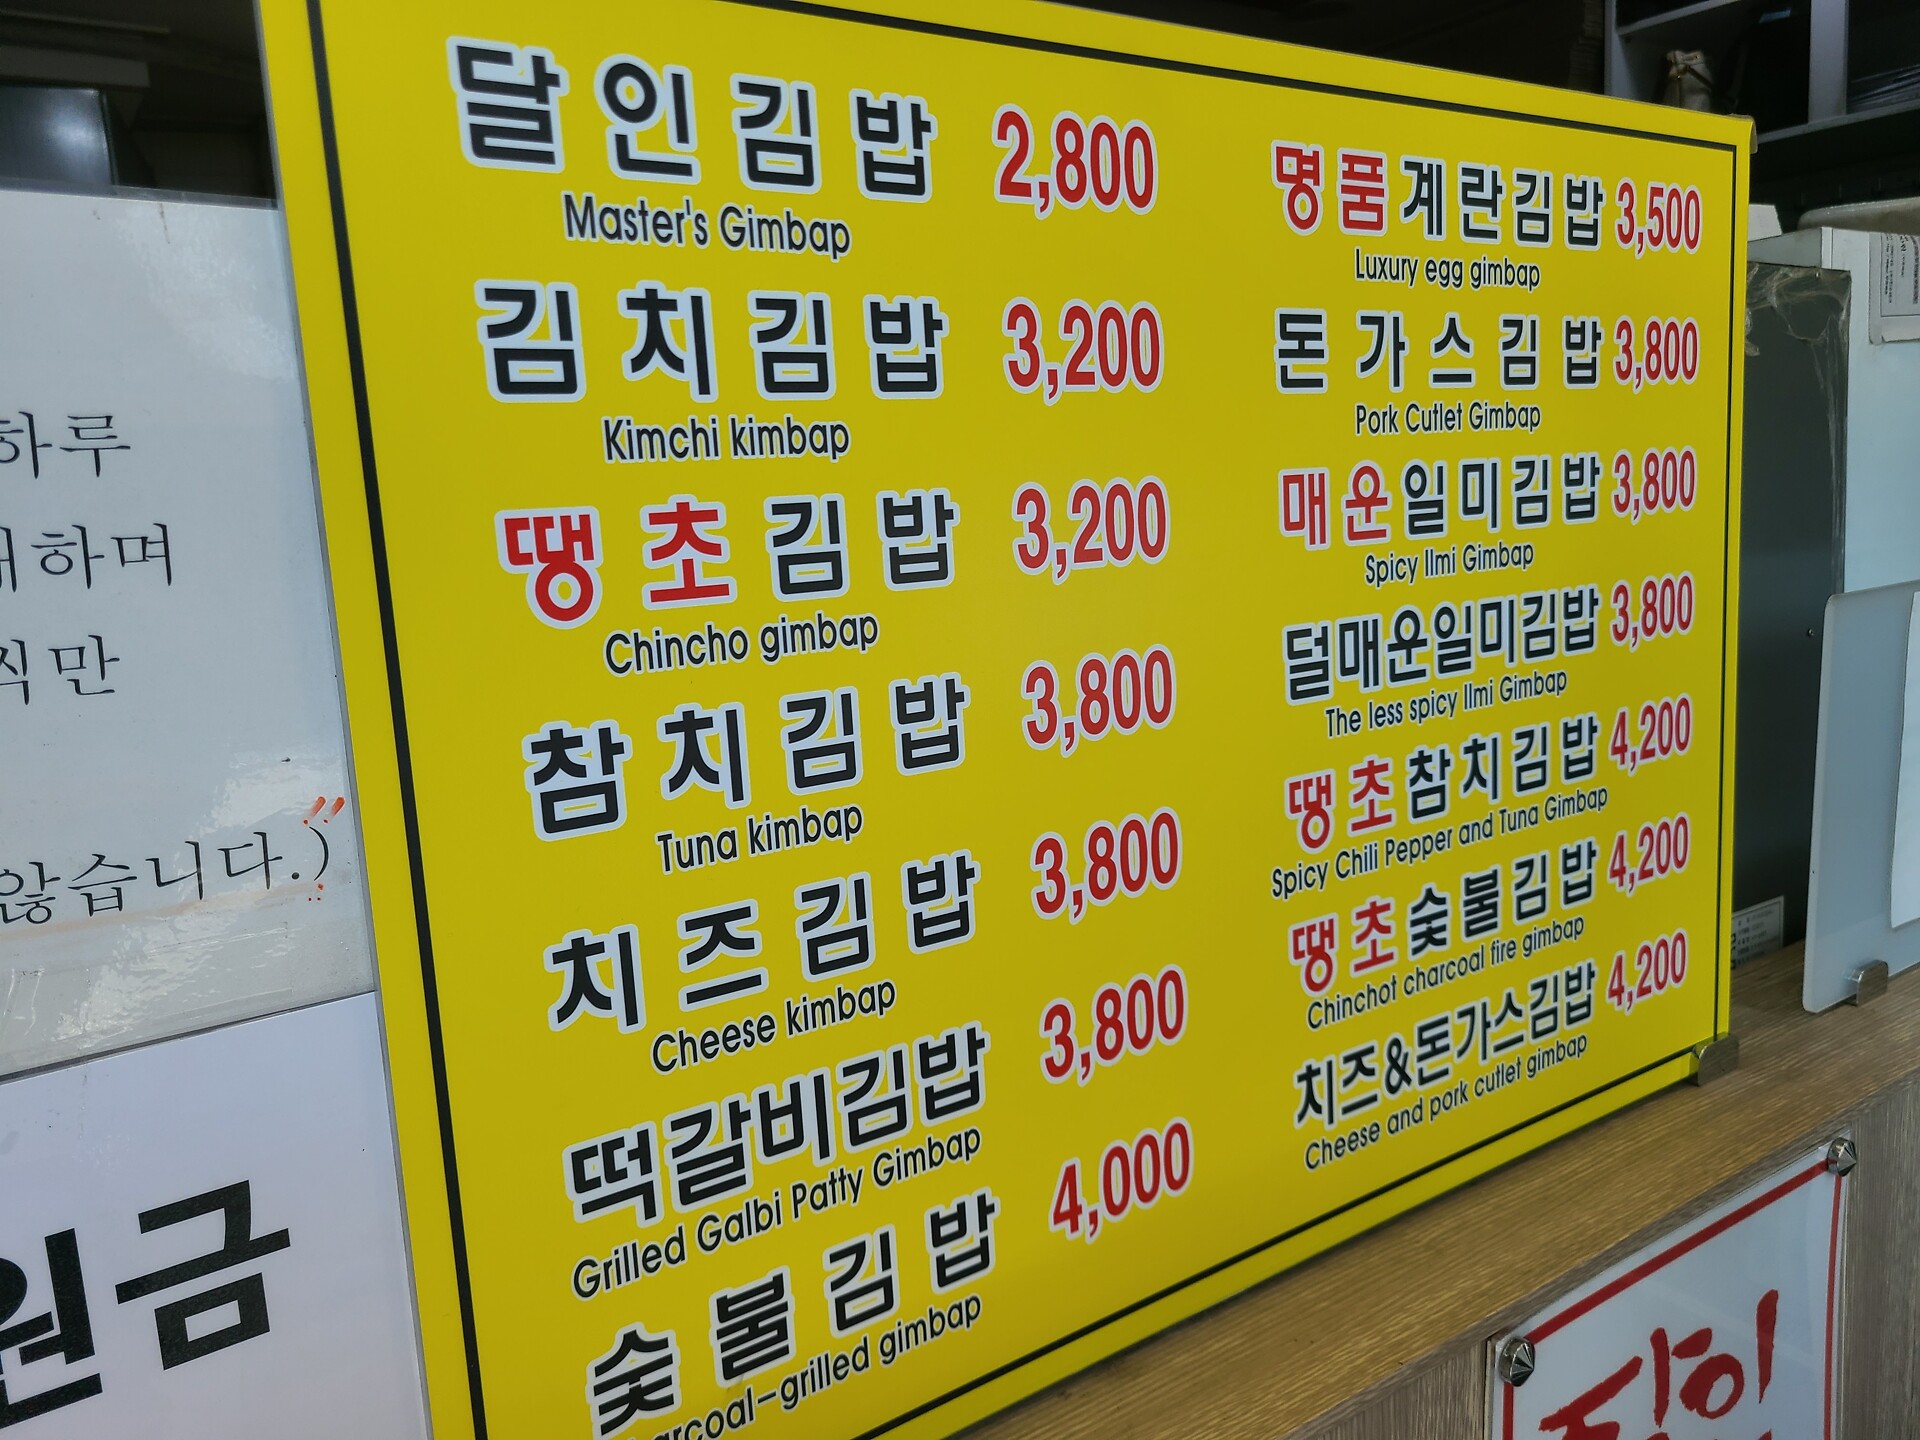 달인김밥 2,800
Master's Gimbap
김치김밥 3,200
Kimchi kimbap
땡초김밥 3,200
Chincho gimbap
참치김밥 3,800
Tuna kimbap
치즈김밥 3,800
Cheese kimbap
떡갈비김밥 3,800
Grilled Galbi Patty Gimbap
숯불김밥 4,000
arcoal-grilled gimbap
명품계란김밥 3,500
Luxury egg gimbap
돈가스김밥 3,800
Pork Cutlet Gimbap
매운일미김밥 3,800
Spicy Ilmi Gimbap
덜매운일미김밥 3,800
The less spicy Ilmi Gimbap
땡초참치김밥 4,200
Spicy Chili Pepper and Tuna Gimbap
땡초숯불김밥 4,200
Chinchot charcoal fire gimbap
치즈&돈가스김밥 4,200
Cheese and pork cutlet gimbap
하루
하며
식만
않습니다.)
원금